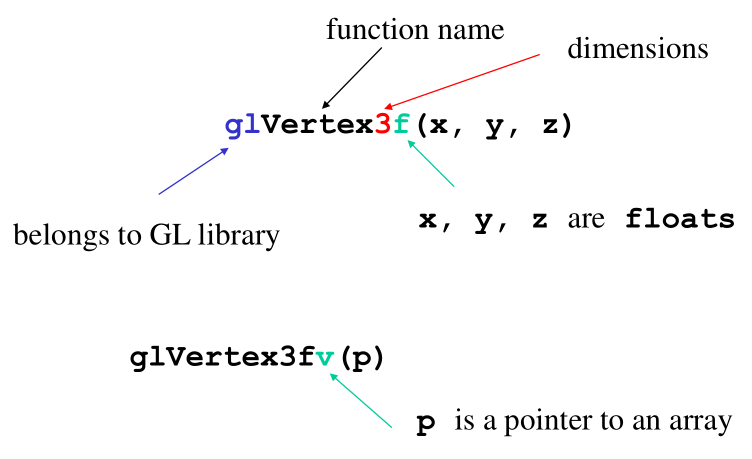 function name
dimensions
glVertex3f(x, y, z)
belongs to GL library
x, y, z are floats
glVertex3fv(p)
p is a pointer to an array